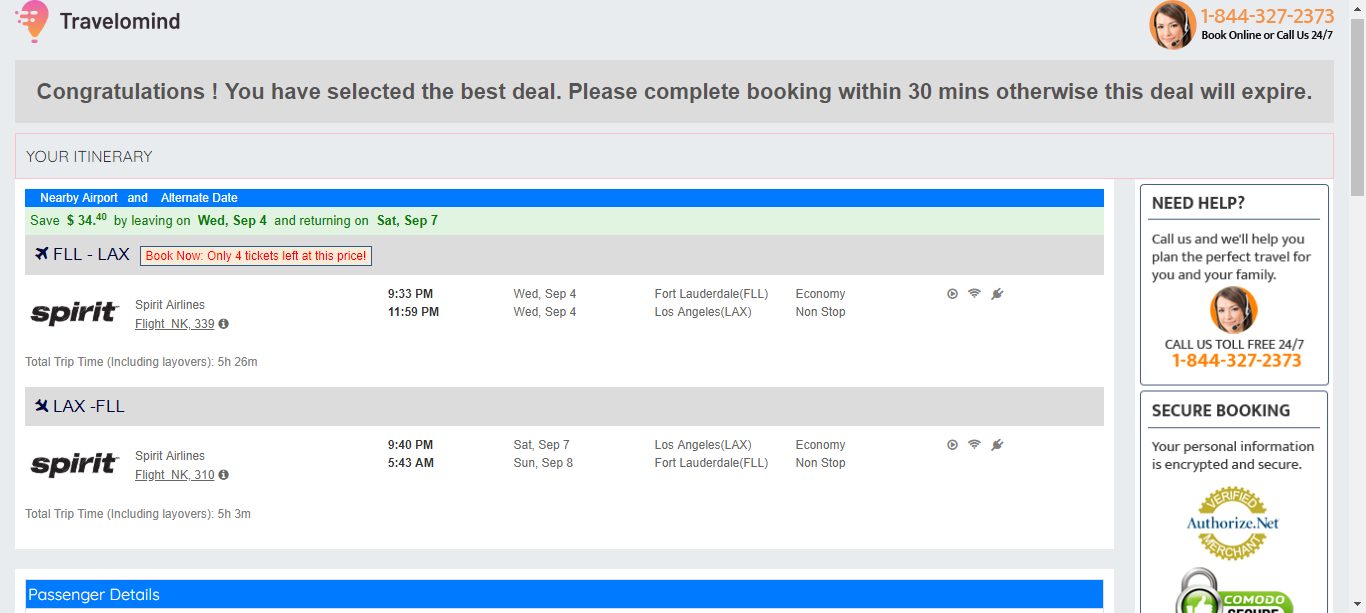 Travelomind
1-844-327-2373
Book Online or Call Us 24/7
Congratulations ! You have selected the best deal. Please complete booking within 30 mins otherwise this deal will expire.
YOUR ITINERARY
Nearby Airport and Alternate Date
Save $ 34.40 by leaving on Wed, Sep 4 and returning on Sat, Sep 7
FLL - LAX Book Now: Only 4 tickets left at this price!
spirit
Spirit Airlines
Flight NK, 339
9:33 PM Wed, Sep 4 Fort Lauderdale(FLL) Economy
11:59 PM Wed, Sep 4 Los Angeles(LAX) Non Stop
Total Trip Time (Including layovers): 5h 26m
LAX -FLL
spirit
Spirit Airlines
Flight NK, 310
9:40 PM Sat, Sep 7 Los Angeles(LAX) Economy
5:43 AM Sun, Sep 8 Fort Lauderdale(FLL) Non Stop
Total Trip Time (Including layovers): 5h 3m
Passenger Details
NEED HELP?
Call us and we'll help you
plan the perfect travel for
you and your family.
CALL US TOLL FREE 24/7
1-844-327-2373
SECURE BOOKING
Your personal information
is encrypted and secure.
VERIFIED
Authorize.Net
MERCHANT
COMODO
SECURE